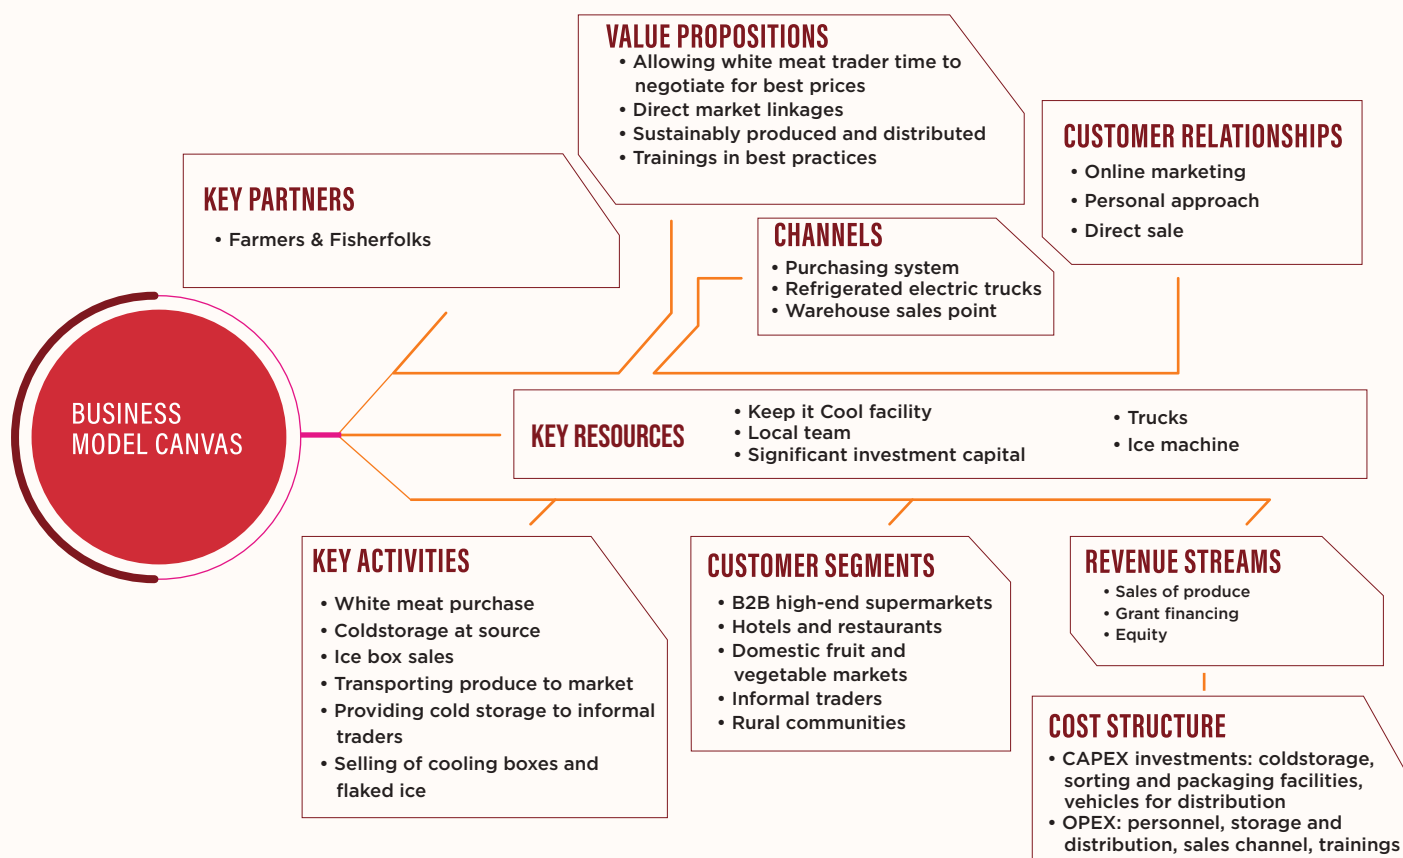 VALUE PROPOSITIONS
• Allowing white meat trader time to
negotiate for best prices
• Direct market linkages
• Sustainably produced and distributed
• Trainings in best practices
CUSTOMER RELATIONSHIPS
• Online marketing
• Personal approach
• Direct sale
KEY PARTNERS
• Farmers & Fisherfolks
CHANNELS
• Purchasing system
• Refrigerated electric trucks
• Warehouse sales point
BUSINESS
MODEL CANVAS
KEY RESOURCES
• Keep it Cool facility
• Local team
• Significant investment capital
• Trucks
• Ice machine
KEY ACTIVITIES
• White meat purchase
• Coldstorage at source
• Ice box sales
• Transporting produce to market
• Providing cold storage to informal
traders
• Selling of cooling boxes and
flaked ice
CUSTOMER SEGMENTS
• B2B high-end supermarkets
• Hotels and restaurants
• Domestic fruit and
vegetable markets
• Informal traders
• Rural communities
REVENUE STREAMS
• Sales of produce
• Grant financing
• Equity
COST STRUCTURE
• CAPEX investments: coldstorage,
sorting and packaging facilities,
vehicles for distribution
• OPEX: personnel, storage and
distribution, sales channel, trainings